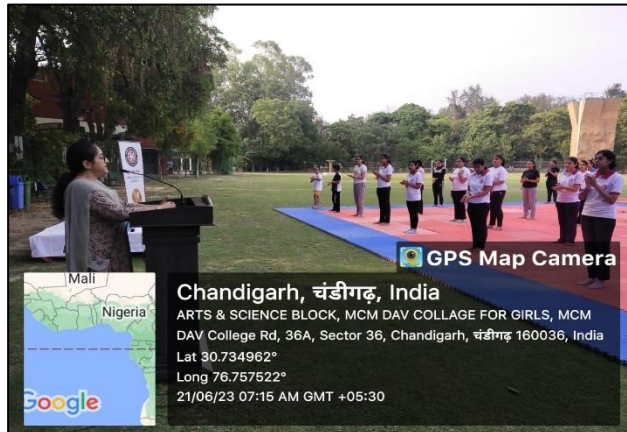 GPS Map Camera
Mali
Nigeria
Google
Chandigarh, चंडीगढ़, India
ARTS & SCIENCE BLOCK, MCM DAV COLLAGE FOR GIRLS, MCM
DAV College Rd, 36A, Sector 36, Chandigarh, चंडीगढ़ 160036, India
Lat 30.734962°
Long 76.757522°
21/06/23 07:15 AM GMT +05:30